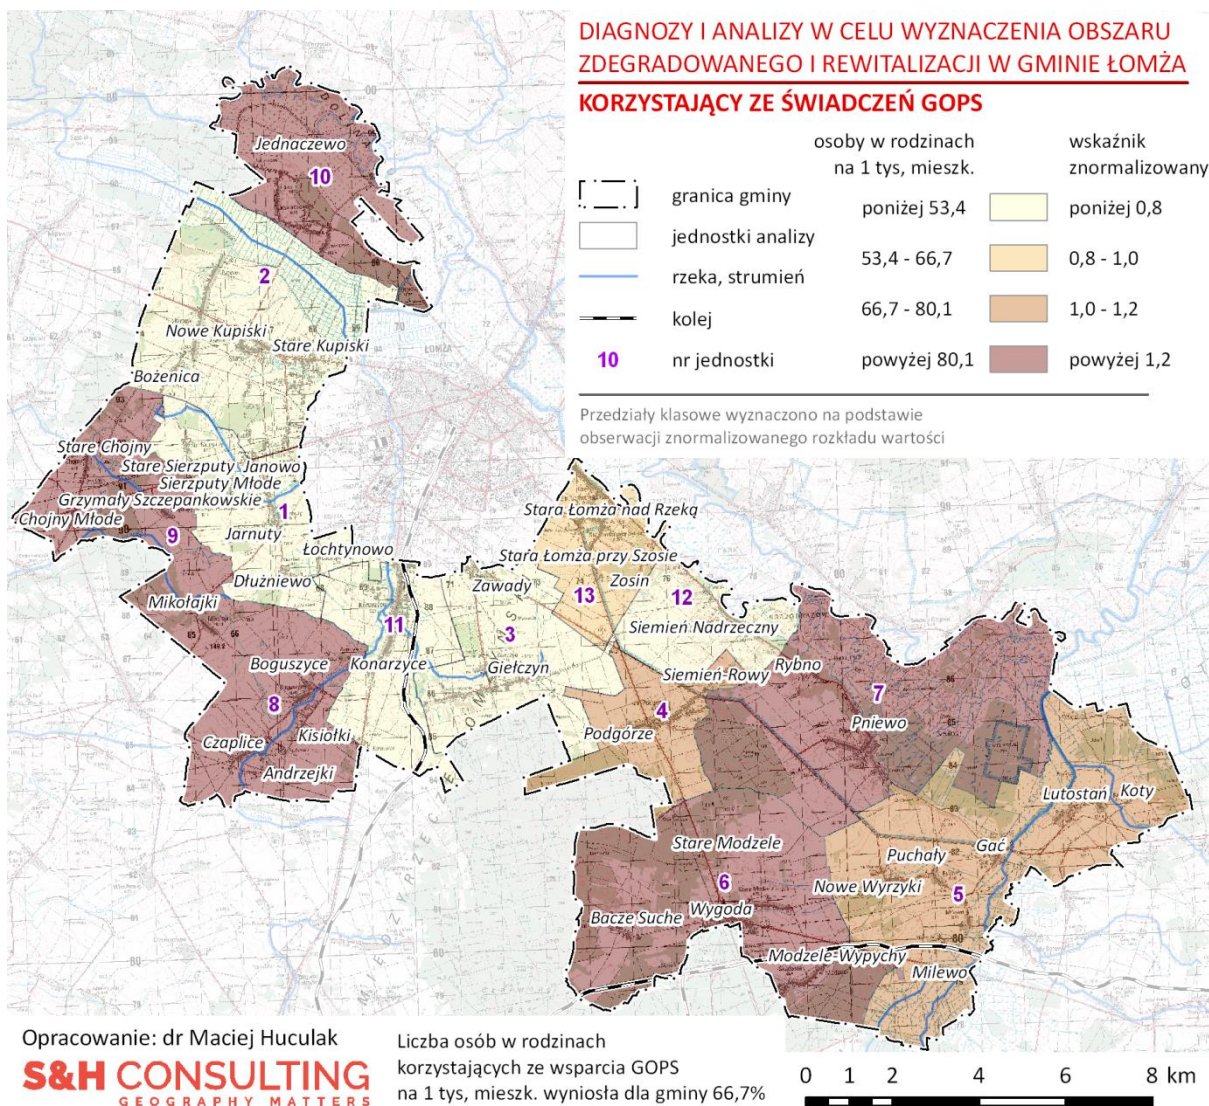 DIAGNOZY I ANALIZY W CELU WYZNACZENIA OBSZARU
ZDEGRADOWANEGO I REWITALIZACJI W GMINIE ŁOMŻA
KORZYSTAJĄCY ZE ŚWIADCZEŃ GOPS
osoby w rodzinach
na 1 tys, mieszk.
wskaźnik
znormalizowany
granica gminy
jednostki analizy
rzeka, strumień
kolej
10 nr jednostki
poniżej 53,4 poniżej 0,8
53,4 - 66,7 0,8 - 1,0
66,7 - 80,1 1,0 - 1,2
powyżej 80,1 powyżej 1,2
Przedziały klasowe wyznaczono na podstawie
obserwacji znormalizowanego rozkładu wartości
Jednaczewo
10
2
Nowe Kupiski
Stare Kupiski
ŁOMŻA
Bożenica
Stare Chojny
Stare Sierzputy Janowo
Sierzputy Młode
Grzymały Szczepankowskie
Chojny Młode
1
9
Jarnuty
Łochtynowo
Dłużniewo
Mikołajki
Stara Łomża nad Rzeką
Stara Łomża przy Szosie
Zawady
Zosin
13
12
11
3
Siemień Nadrzeczny
Boguszyce
Konarzyce
Giełczyn
Siemień-Rowy
Rybno
7
8
4
Pniewo
Czaplice
Kisiołki
Podgórze
Andrzejki
Lutostań
Koty
Stare Modzele
Puchały
Gać
6
Nowe Wyrzyki
5
Bacze Suche
Wygoda
Modzele-Wypychy
Milewo
Opracowanie: dr Maciej Huculak
S&H CONSULTING
GEOGRAPHY MATTERS
Liczba osób w rodzinach
korzystających ze wsparcia GOPS
na 1 tys, mieszk. wyniosła dla gminy 66,7%
0 1 2 4 6 8 km